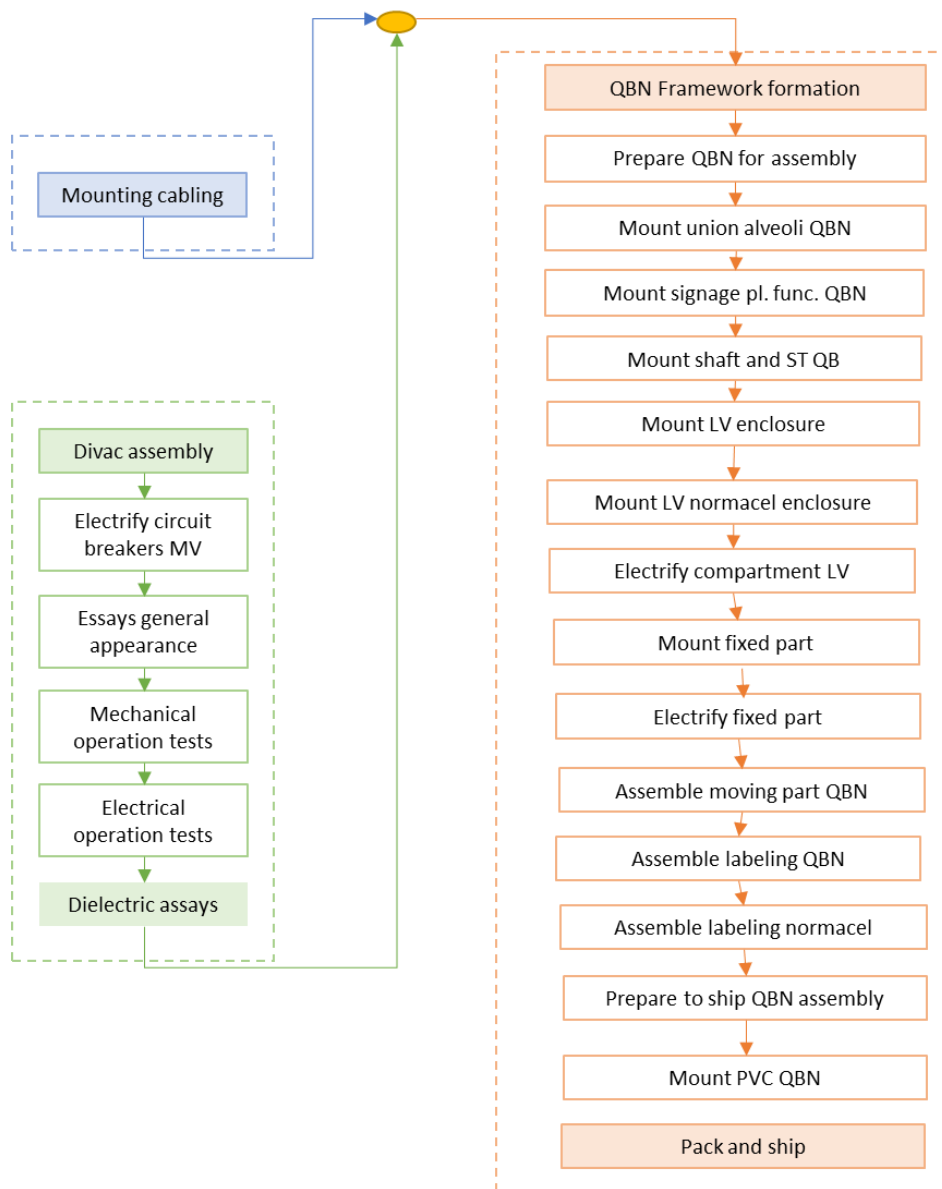 Mounting cabling
Divac assembly
Electrify circuit
breakers MV
Essays general
appearance
Mechanical
operation tests
Electrical
operation tests
Dielectric assays
QBN Framework formation
Prepare QBN for assembly
Mount union alveoli QBN
Mount signage pl. func. QBN
Mount shaft and ST QB
Mount LV enclosure
Mount LV normacel enclosure
Electrify compartment LV
Mount fixed part
Electrify fixed part
Assemble moving part QBN
Assemble labeling QBN
Assemble labeling normacel
Prepare to ship QBN assembly
Mount PVC QBN
Pack and ship